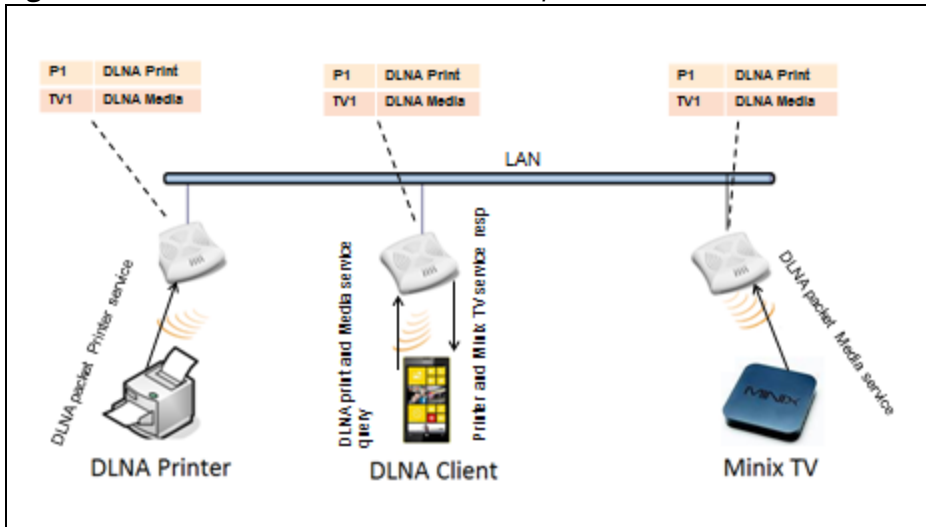 P1 DLNA Print
TV1 DLNA Media
P1 DLNA Print
TV1 DLNA Media
P1 DLNA Print
TV1 DLNA Media
LAN
DLNA packet Printer service
DLNA print and Media service
query
Printer and Minix TV service resp
DLNA packet Media service
MINIX
DLNA Printer
DLNA Client
Minix TV